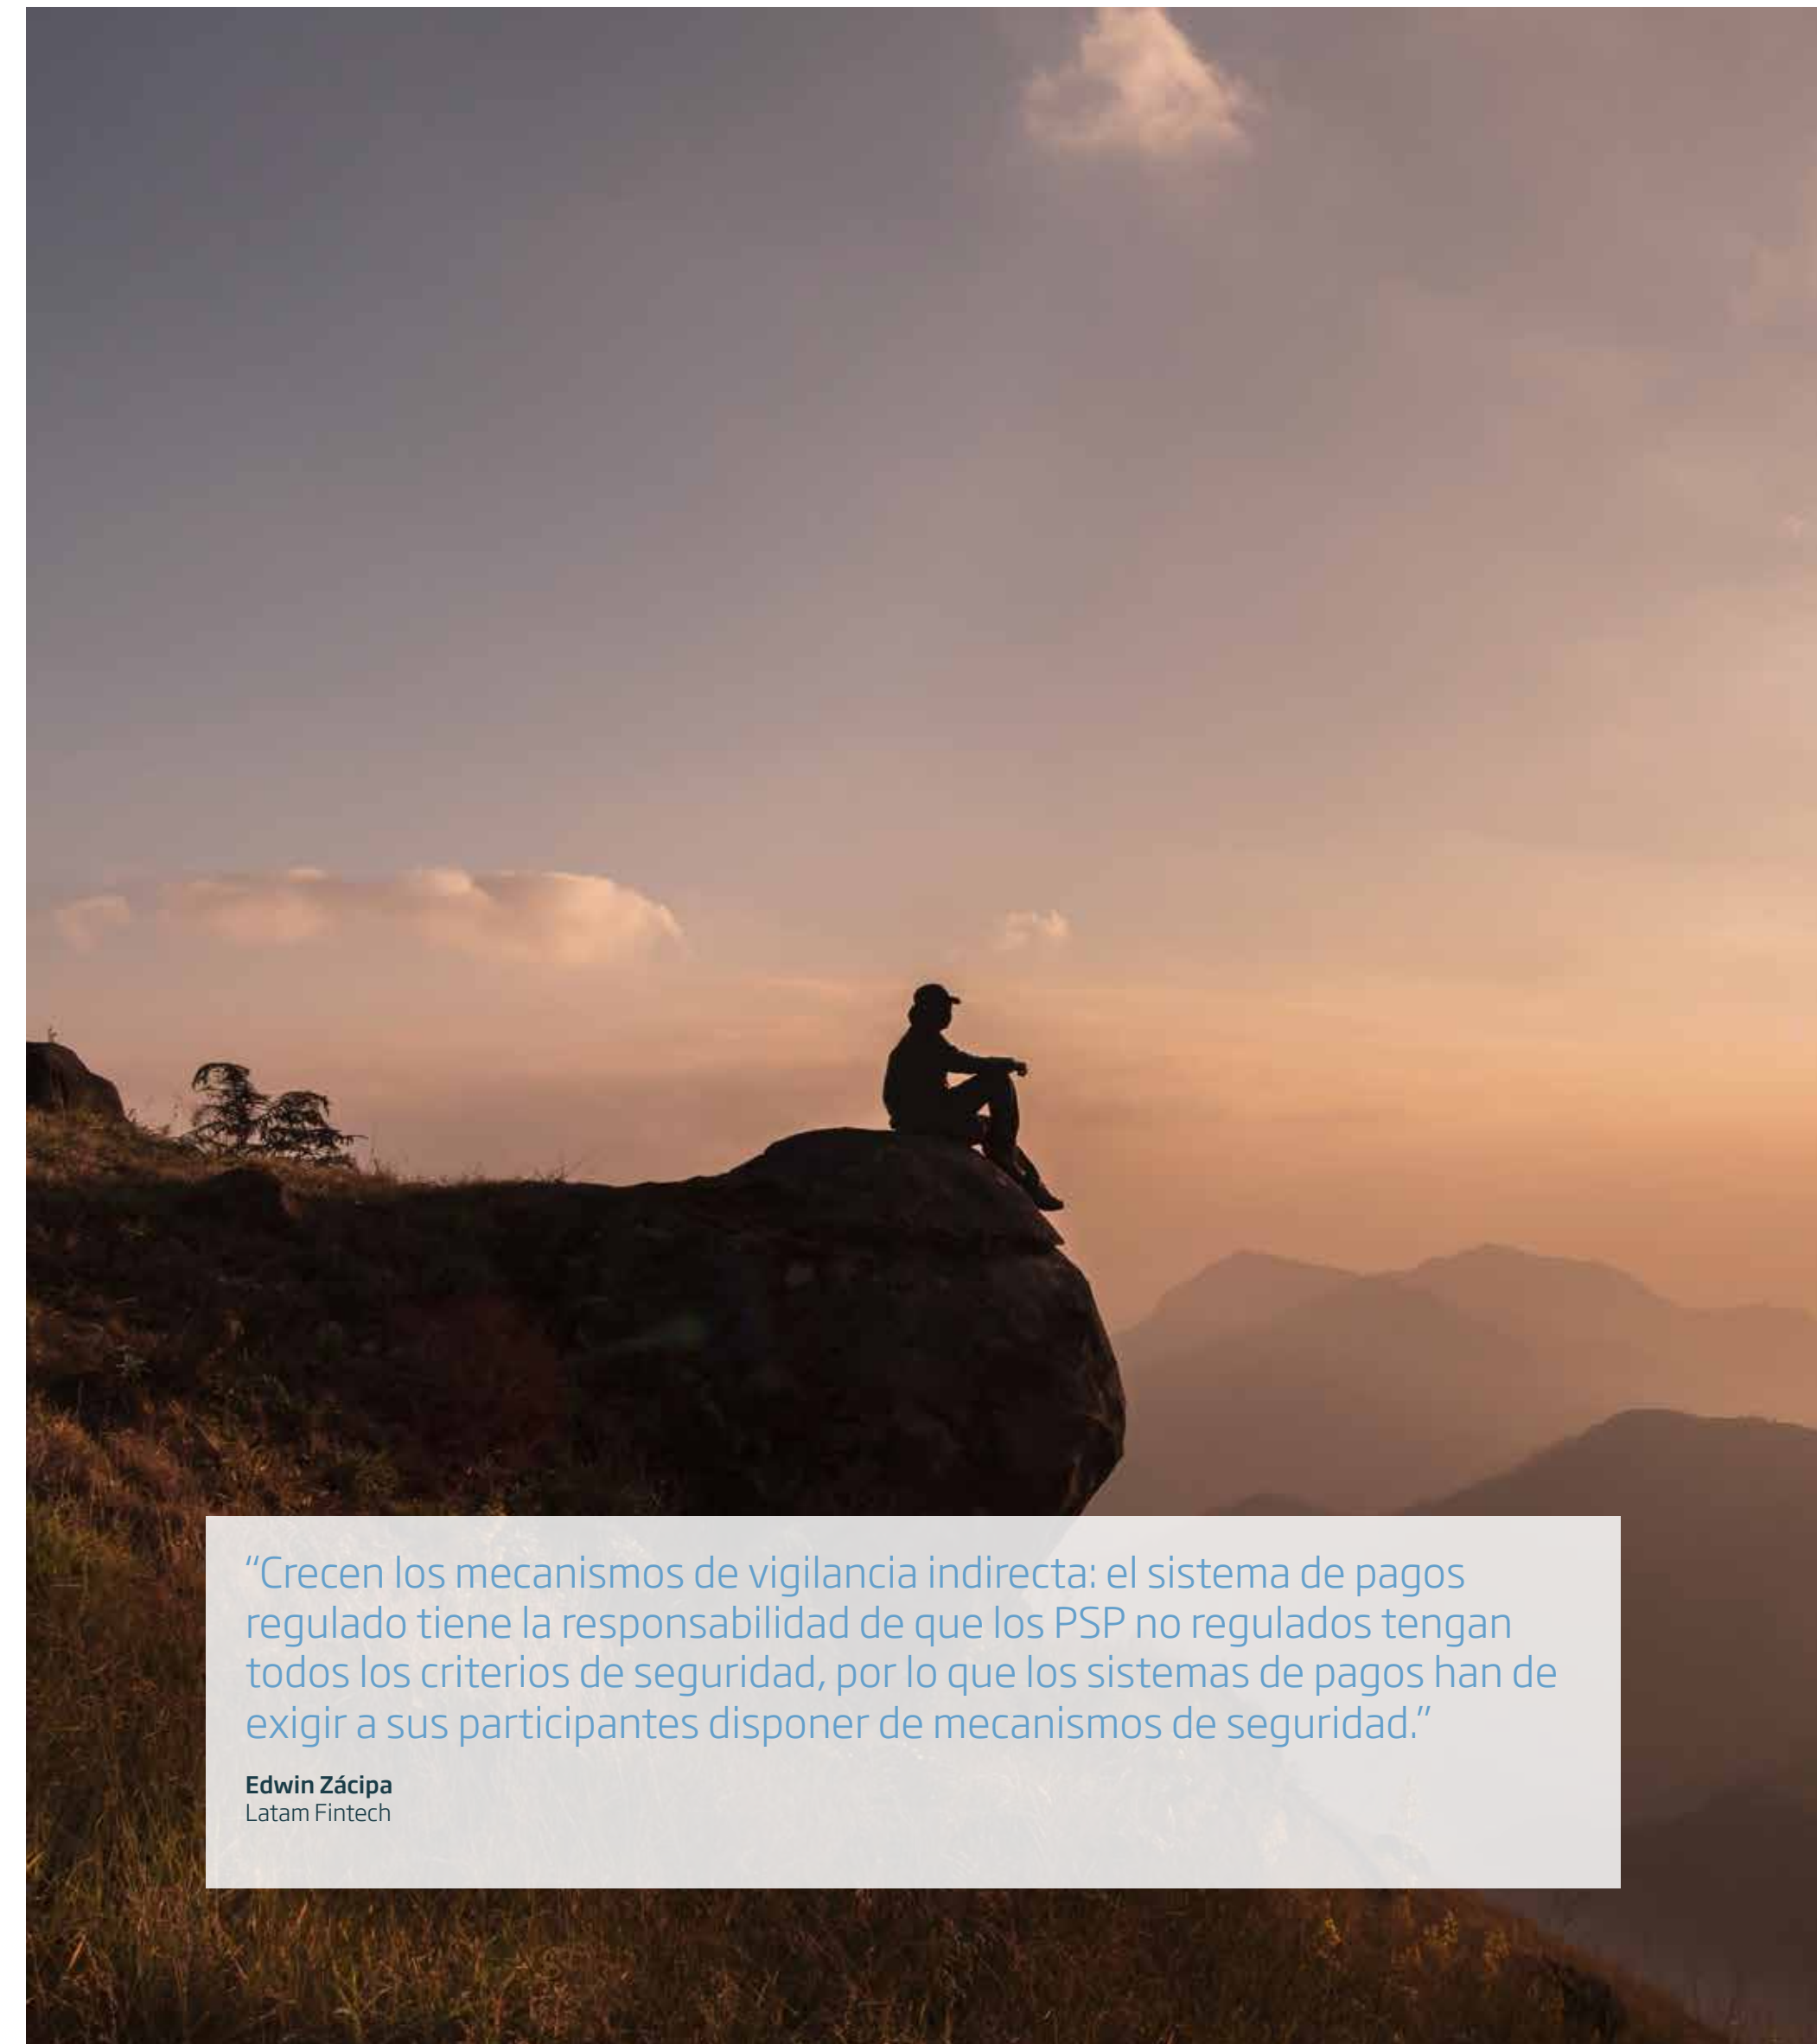 “Crecen los mecanismos de vigilancia indirecta: el sistema de pagos
regulado tiene la responsabilidad de que los PSP no regulados tengan
todos los criterios de seguridad, por lo que los sistemas de pagos han de
exigir a sus participantes disponer de mecanismos de seguridad.”
Edwin Zácipa
Latam Fintech